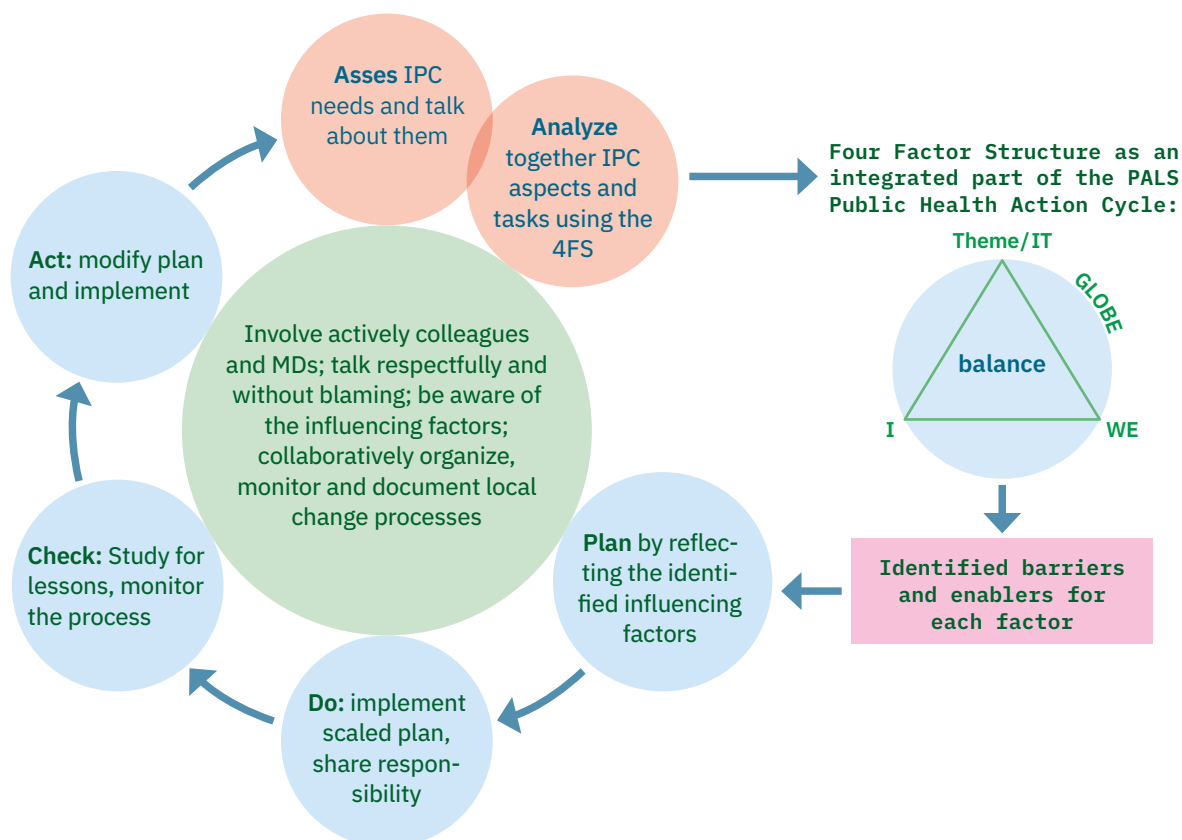 Asses IPC
needs and talk
about them
Analyze
together IPC
aspects and
tasks using the
4FS
Four Factor Structure as an
integrated part of the PALS
Public Health Action Cycle:
Theme/IT
GLOBE
balance
I
WE
Identified barriers
and enablers for
each factor
Plan by reflec-
ting the identi-
fied influencing
factors
Do: implement
scaled plan,
share respon-
sibility
Check: Study for
lessons, monitor
the process
Act: modify plan
and implement
Involve actively colleagues
and MDs; talk respectfully and
without blaming; be aware of
the influencing factors;
collaboratively organize,
monitor and document local
change processes